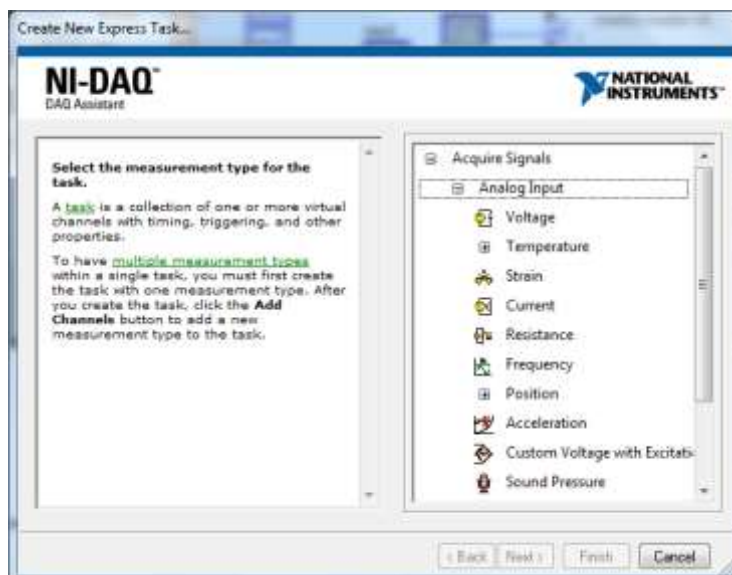 Create New Express Task...
NI-DAQ™
DAQ Assistant
NATIONAL
INSTRUMENTS™
Select the measurement type for the
task.
A task is a collection of one or more virtual
channels with timing, triggering, and other
properties.
To have multiple measurement types
within a single task, you must first create
the task with one measurement type. After
you create the task, click the Add
Channels button to add a new
measurement type to the task.
Acquire Signals
Analog Input
Voltage
Temperature
Strain
Current
Resistance
Frequency
Position
Acceleration
Custom Voltage with Excitati
Sound Pressure
< Back
Next >
Finish
Cancel